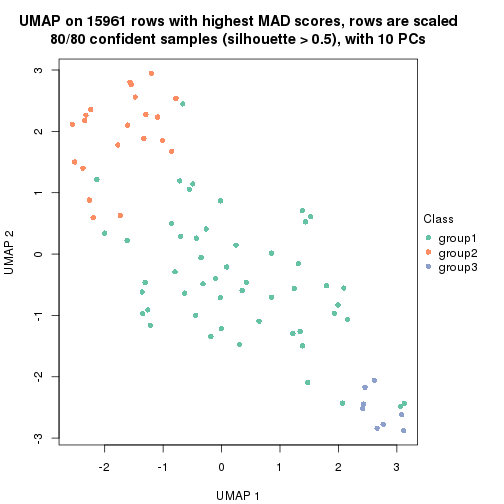 UMAP on 15961 rows with highest MAD scores, rows are scaled
80/80 confident samples (silhouette > 0.5), with 10 PCs
3
2
1
0
-1
-2
-3
UMAP 2
-2
-1
0
1
2
3
UMAP 1
Class
group1
group2
group3